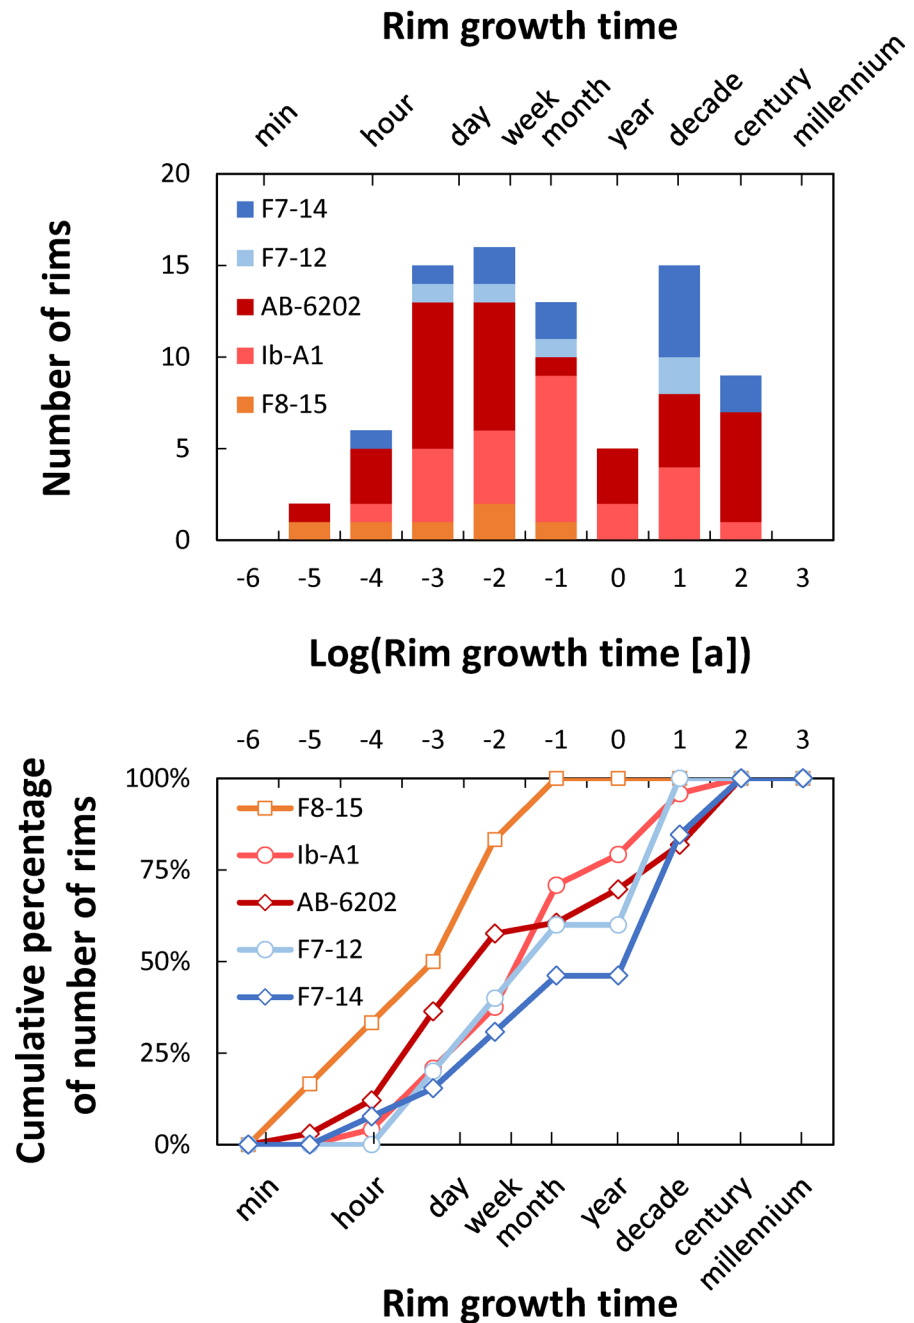 Rim growth time
min hour day week month year decade century millennium
Number of rims
20
15
10
5
0
F7-14
F7-12
AB-6202
Ib-A1
F8-15
-6 -5 -4 -3 -2 -1 0 1 2 3
Log(Rim growth time [a])
-6 -5 -4 -3 -2 -1 0 1 2 3
Cumulative percentage
of number of rims
100%
75%
50%
25%
0%
F8-15
Ib-A1
AB-6202
F7-12
F7-14
min hour day week month year decade century millennium
Rim growth time